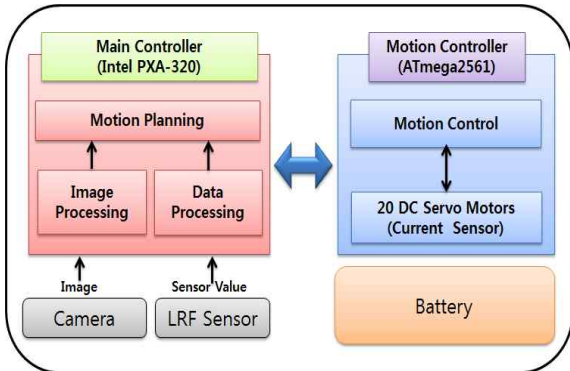 Main Controller
(Intel PXA-320)
Motion Planning
Image
Processing
Data
Processing
Image
Sensor Value
Camera
LRF Sensor
Motion Controller
(ATmega2561)
Motion Control
20 DC Servo Motors
(Current Sensor)
Battery